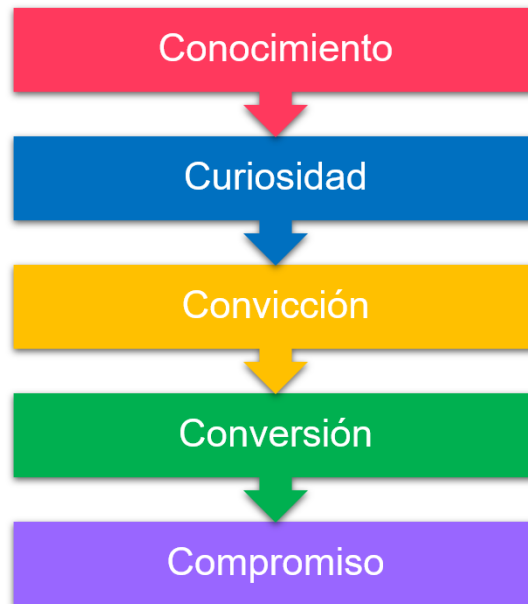 Conocimiento
Curiosidad
Convicción
Conversión
Compromiso